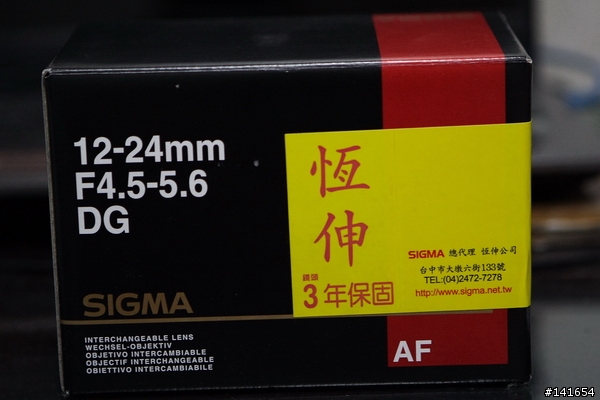 12-24mm
F4.5-5.6
DG
SIGMA
INTERCHANGEABLE LENS
WECHSEL-OBJEKTIV
OBJETIVO INTERCAMBIABLE
OBJECTIF INTERCHANGEABLE
OBIETTIVO INTERCAMBIABILE
恆伸
鏡頭
3年保固
SIGMA 總代理 恆伸公司
台中市大墩六街133號
TEL:(04)2472-7278
http://www.sigma.net.tw
AF
#141654